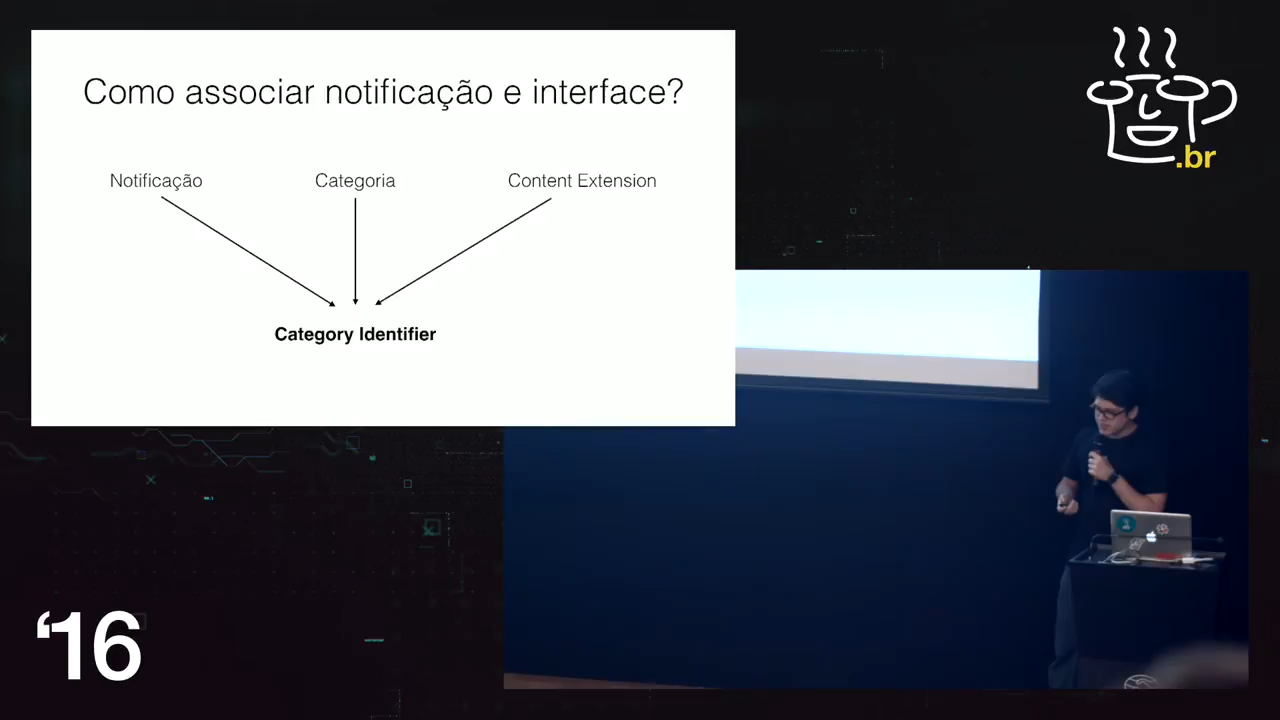 Como associar notificação e interface?
Notificação Categoria Content Extension
Category Identifier
.br
‘16